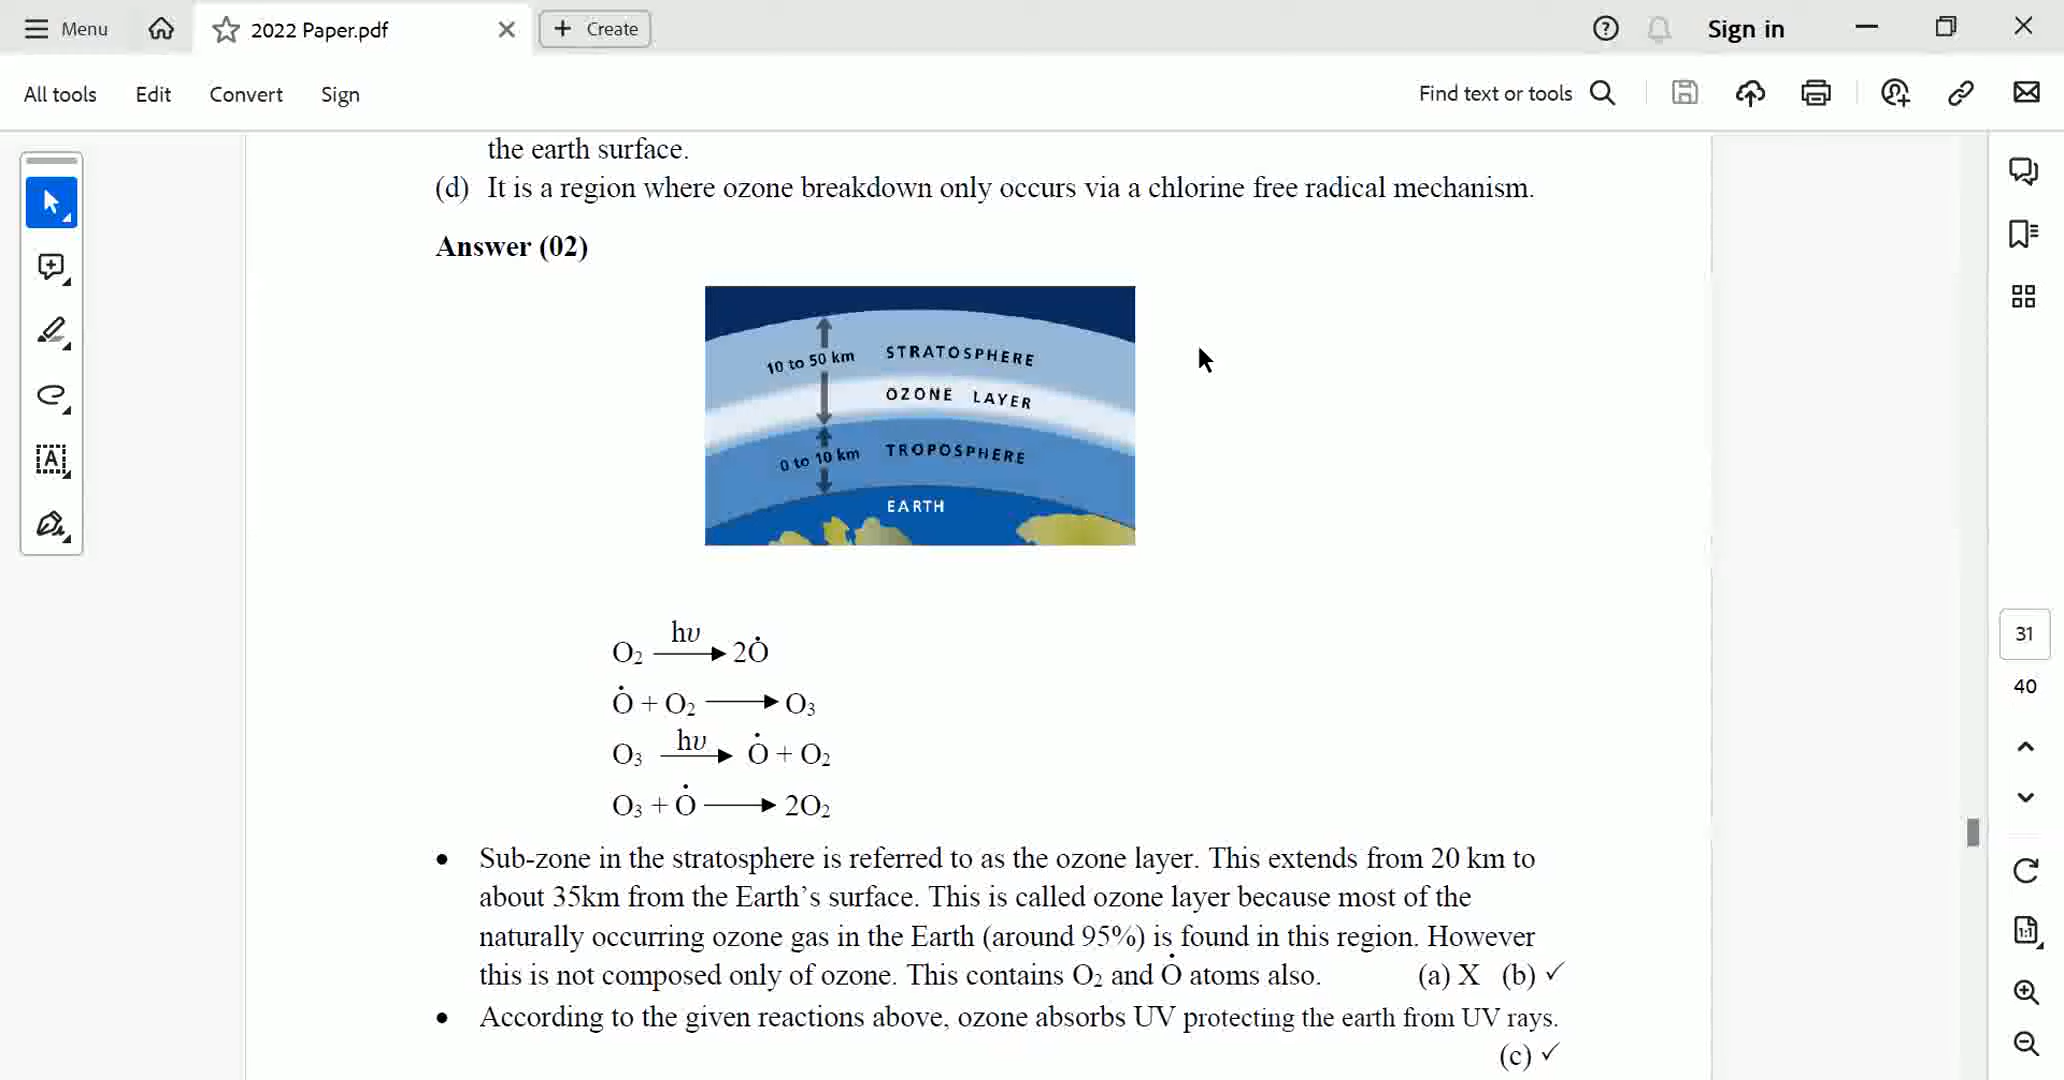 Menu
2022 Paper.pdf
Create
Sign in
All tools
Edit
Convert
Sign
Find text or tools
the earth surface.
(d) It is a region where ozone breakdown only occurs via a chlorine free radical mechanism.
Answer (02)
10 to 50 km STRATOSPHERE
OZONE LAYER
0 to 10 km TROPOSPHERE
EARTH
O₂ —hυ→ 2Ȯ
Ȯ + O₂ → O₃
O₃ —hυ→ Ȯ + O₂
O₃ + Ȯ → 2O₂
• Sub-zone in the stratosphere is referred to as the ozone layer. This extends from 20 km to
about 35km from the Earth’s surface. This is called ozone layer because most of the
naturally occurring ozone gas in the Earth (around 95%) is found in this region. However
this is not composed only of ozone. This contains O₂ and Ȯ atoms also. (a) X (b) ✓
• According to the given reactions above, ozone absorbs UV protecting the earth from UV rays.
(c) ✓
31
40
1:1